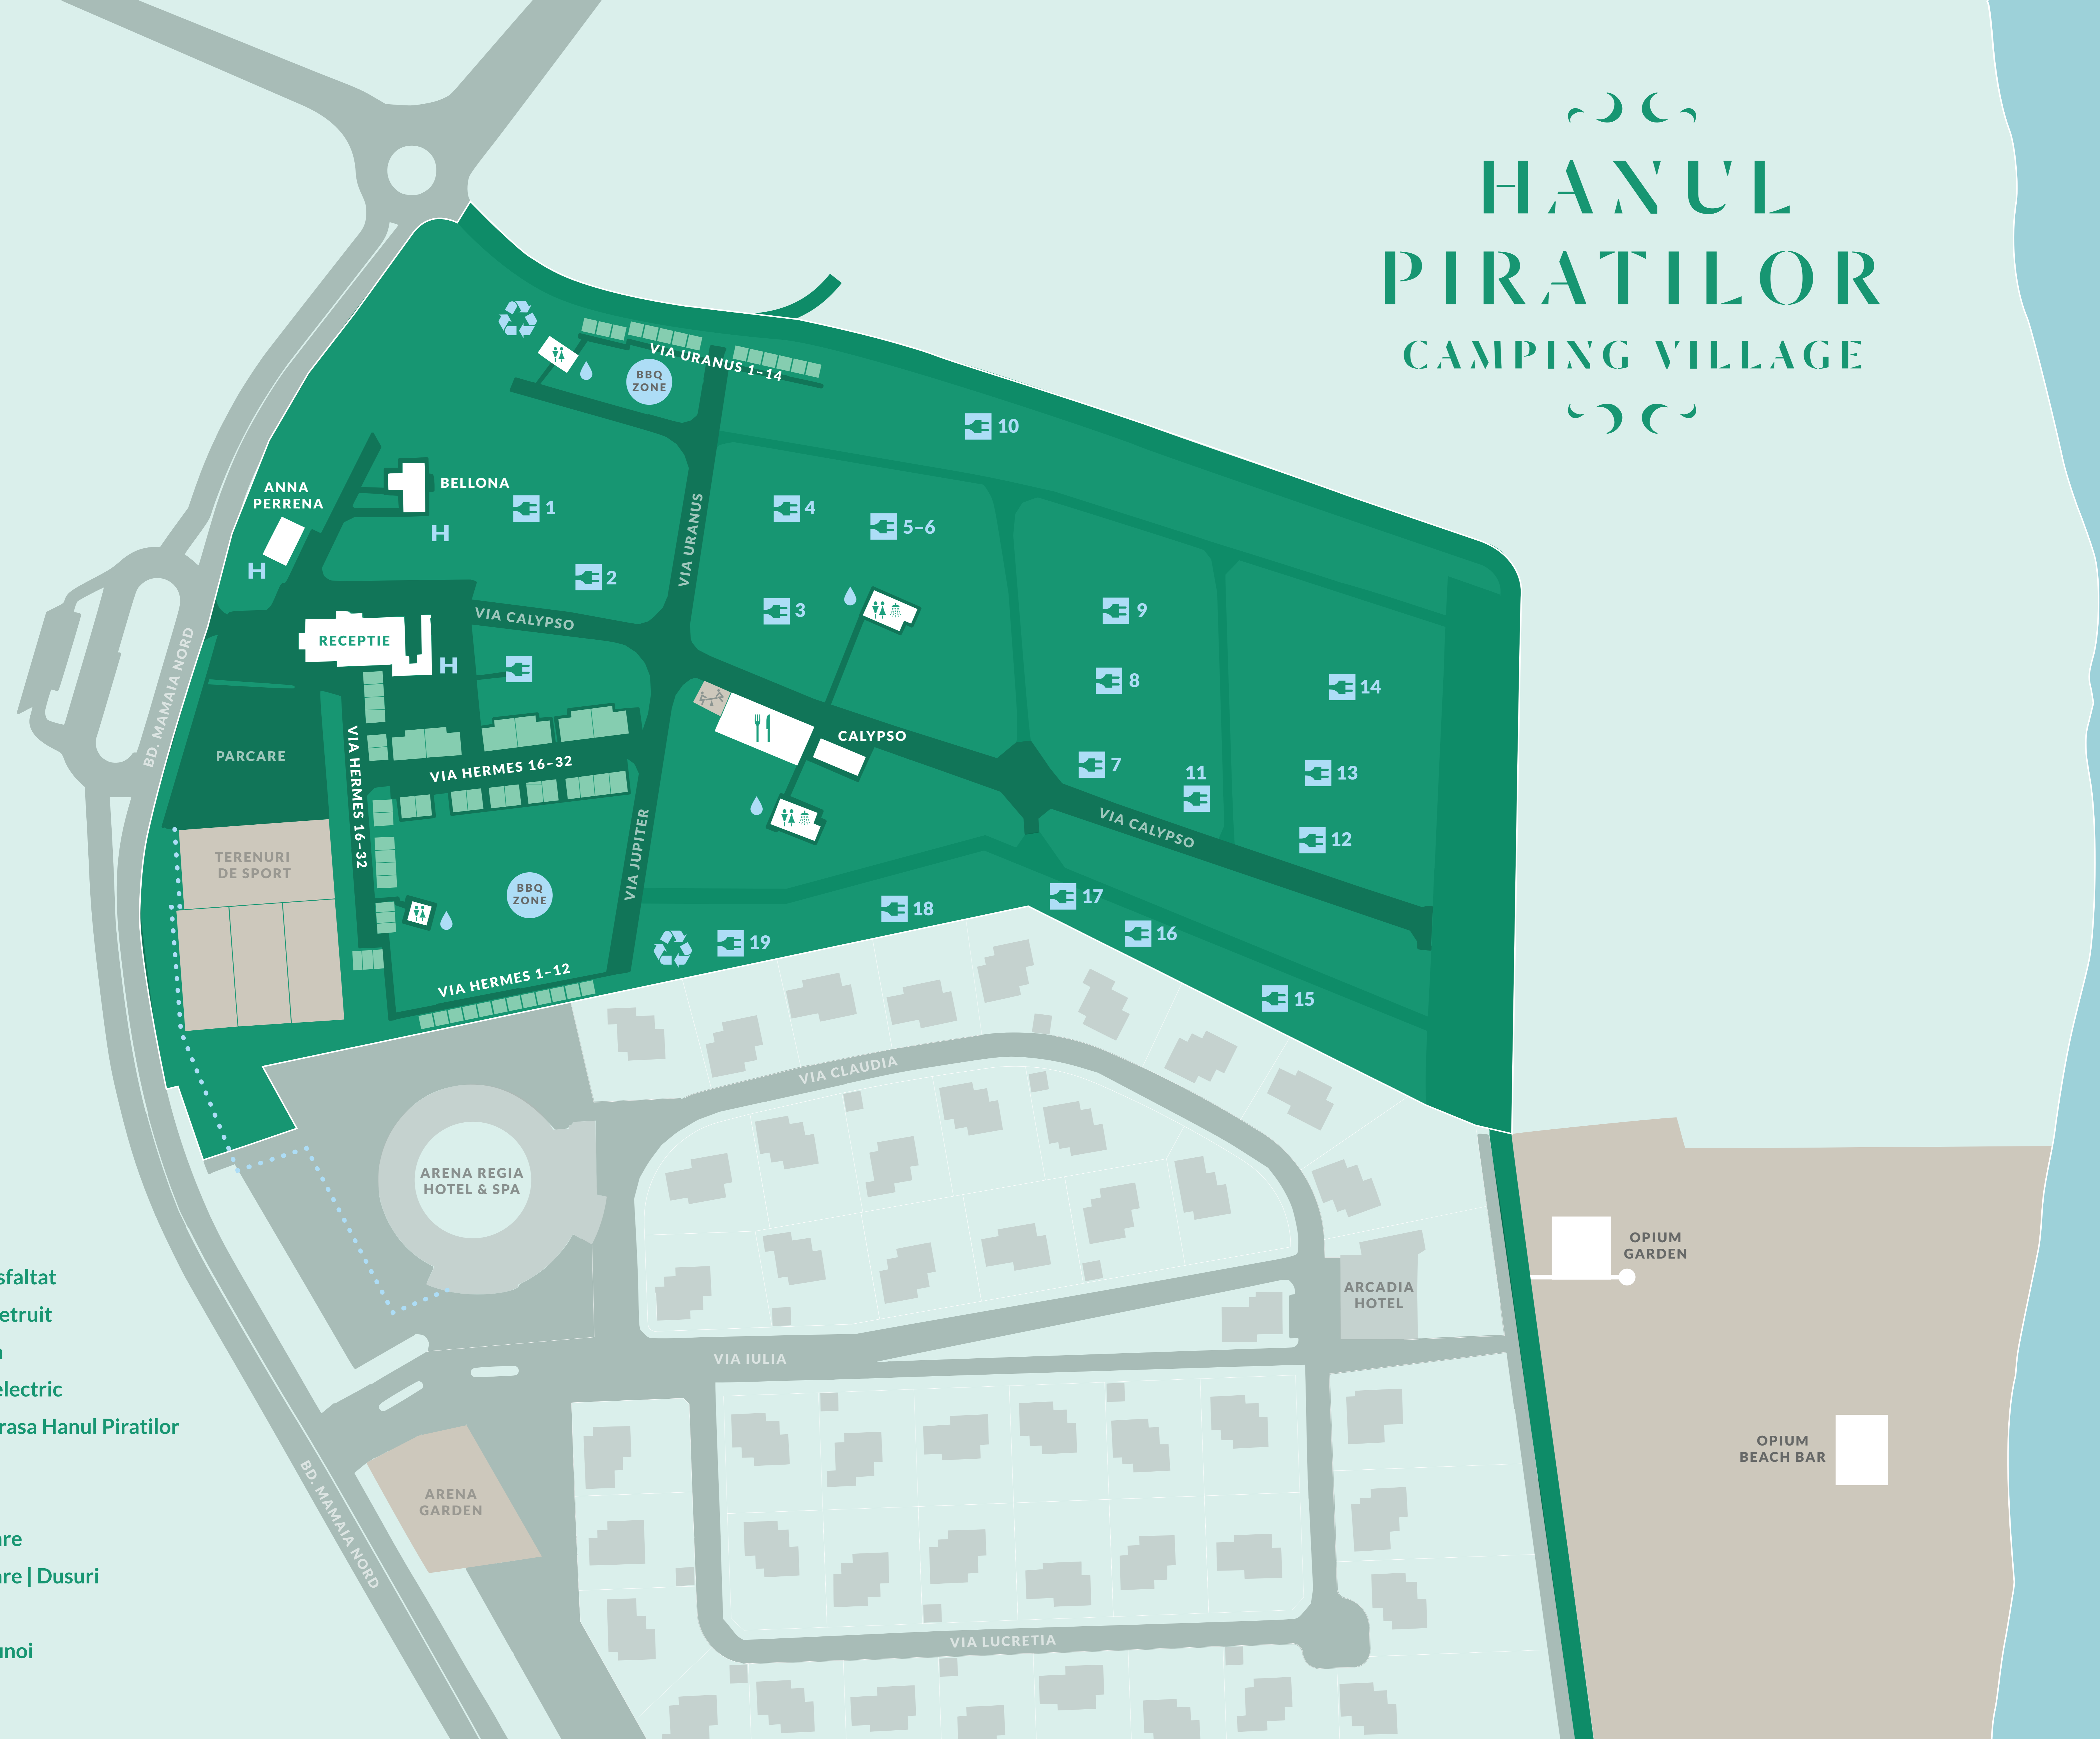 HANUL
PIRATILOR
CAMPING VILLAGE
VIA URANUS 1–14
BBQ
ZONE
10
ANNA
PERRENA
BELLONA
H
1
H
2
VIA URANUS
4
5–6
3
9
8
7
11
14
13
12
VIA CALYPSO
RECEPTIE
H
BD. MAMAIA NORD
PARCARE
VIA HERMES 16–32
VIA HERMES 16–32
CALYPSO
VIA CALYPSO
TERENURI
DE SPORT
BBQ
ZONE
VIA JUPITER
18
17
16
19
15
VIA HERMES 1–12
VIA CLAUDIA
ARENA REGIA
HOTEL & SPA
OPIUM
GARDEN
ARCADIA
HOTEL
VIA IULIA
OPIUM
BEACH BAR
ARENA
GARDEN
BD. MAMAIA NORD
VIA LUCRETIA
sfaltat
etruit
electric
rasa Hanul Piratilor
are
are | Dusuri
unoi